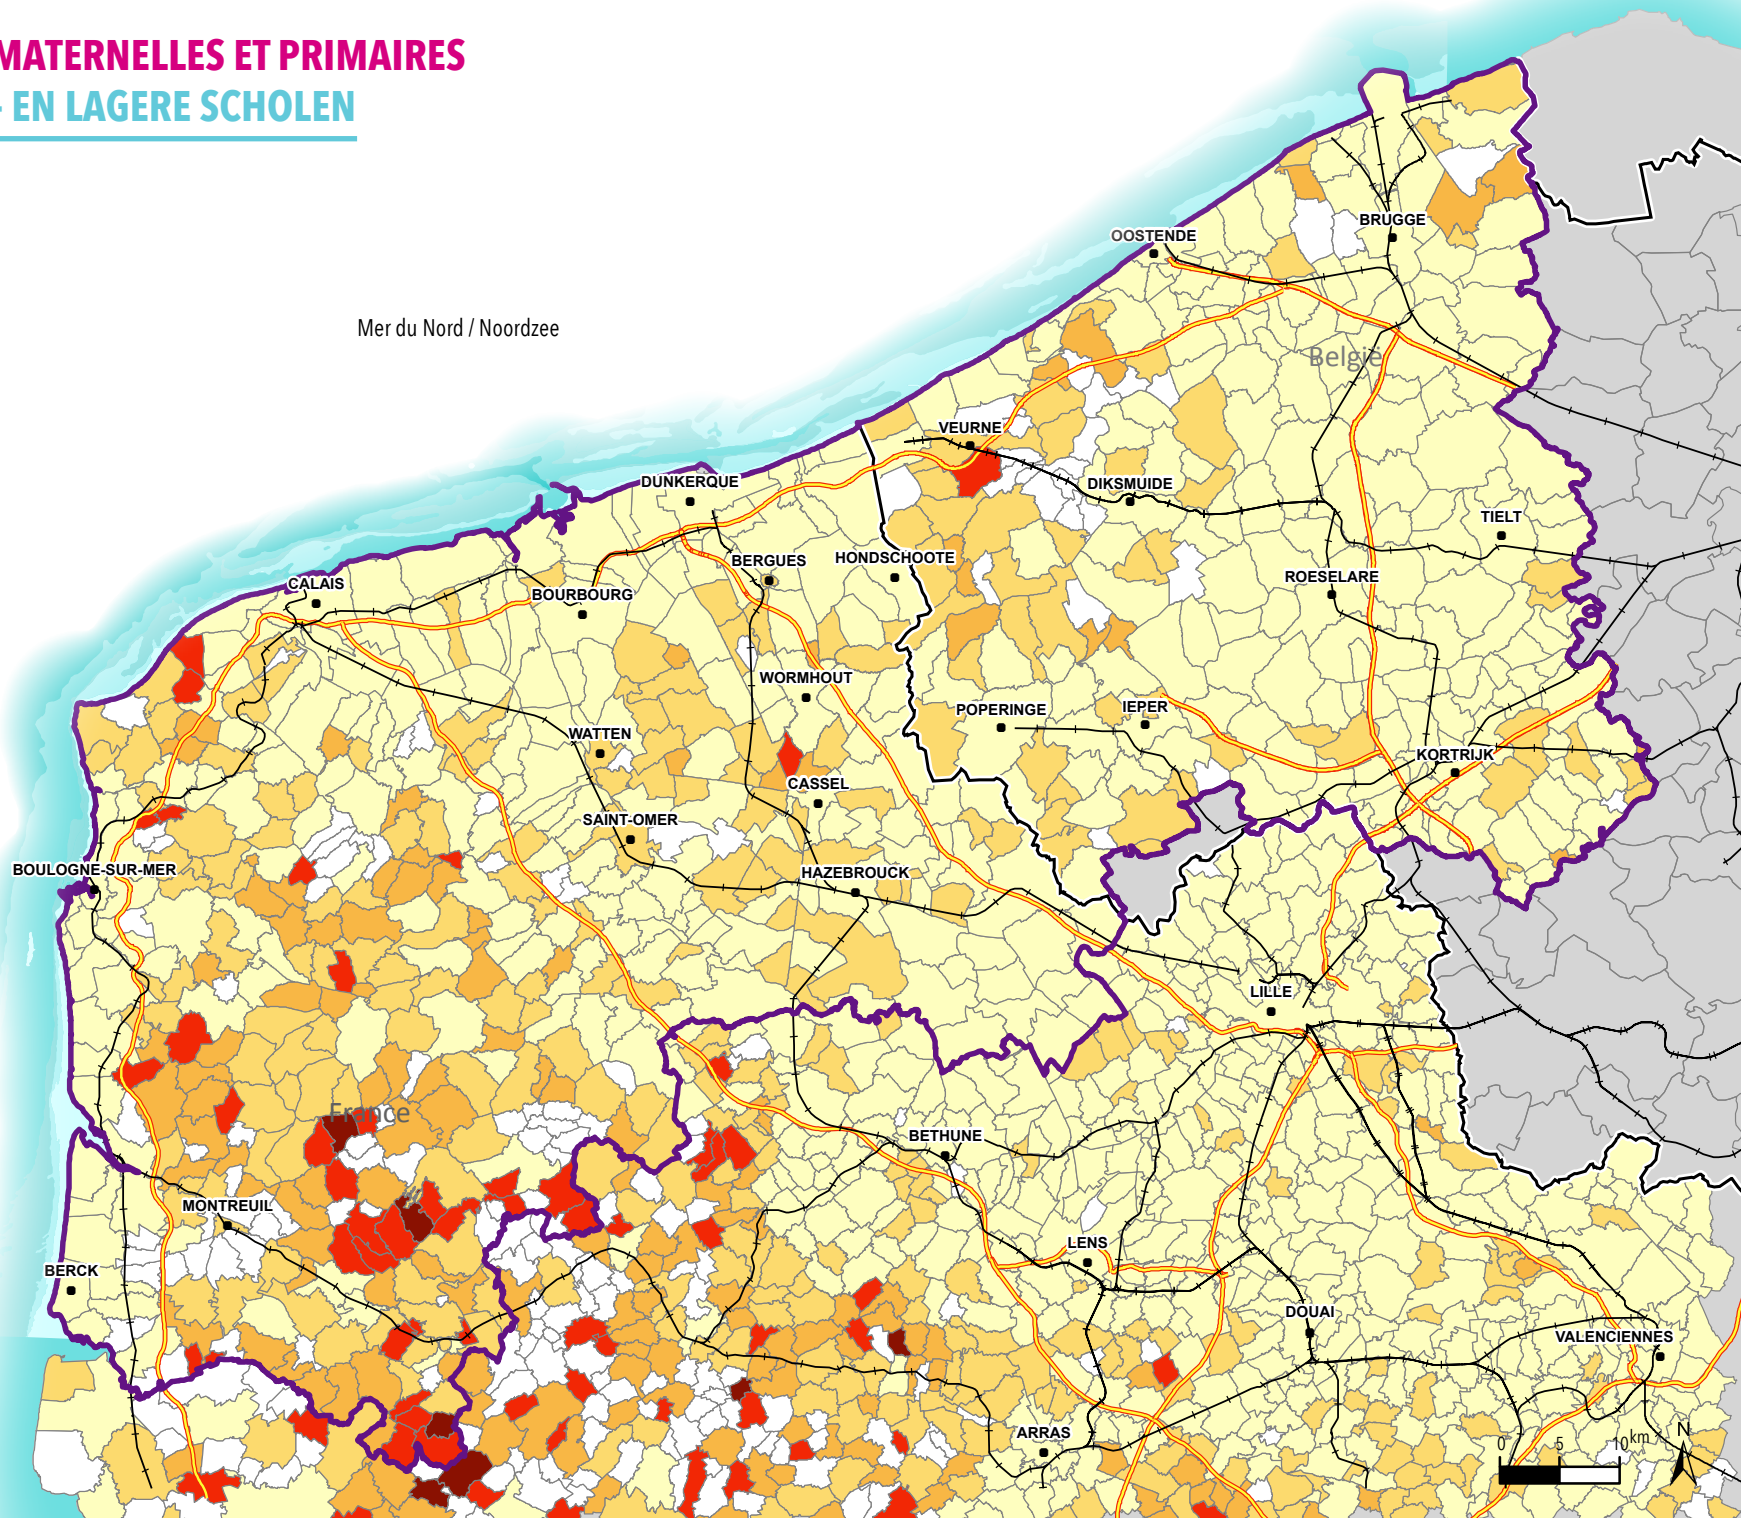 MATERNELLES ET PRIMAIRES
- EN LAGERE SCHOLEN
Mer du Nord / Noordzee
BRUGGE
OOSTENDE
België
VEURNE
DUNKERQUE
DIKSMUIDE
TIELT
BERGUES
HONDSCHOOTE
CALAIS
BOURBOURG
ROESELARE
WORMHOUT
POPERINGE
IEPER
WATTEN
KORTRIJK
CASSEL
SAINT-OMER
BOULOGNE-SUR-MER
HAZEBROUCK
LILLE
France
BETHUNE
MONTREUIL
LENS
BERCK
DOUAI
VALENCIENNES
ARRAS
N
0 5 10 km